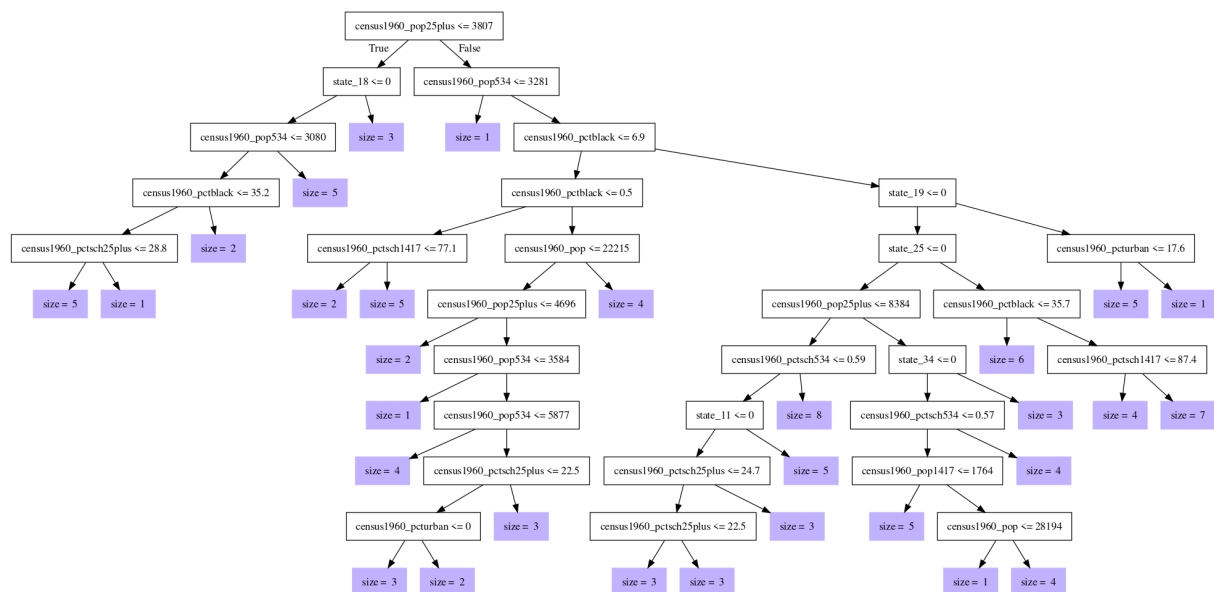 census1960_pop25plus <= 3807
True
False
state_18 <= 0
census1960_pop534 <= 3281
census1960_pop534 <= 3080
size = 3
size = 1
census1960_pctblack <= 6.9
census1960_pctblack <= 35.2
size = 5
census1960_pctblack <= 0.5
state_19 <= 0
census1960_pctsch25plus <= 28.8
size = 2
census1960_pctsch1417 <= 77.1
census1960_pop <= 22215
state_25 <= 0
census1960_pcturban <= 17.6
size = 5
size = 1
size = 2
size = 5
census1960_pop25plus <= 4696
size = 4
census1960_pop25plus <= 8384
census1960_pctblack <= 35.7
size = 5
size = 1
size = 2
census1960_pop534 <= 3584
census1960_pctsch534 <= 0.59
state_34 <= 0
size = 6
census1960_pctsch1417 <= 87.4
size = 1
census1960_pop534 <= 5877
state_11 <= 0
size = 8
census1960_pctsch534 <= 0.57
size = 3
size = 4
size = 7
size = 4
census1960_pctsch25plus <= 22.5
census1960_pctsch25plus <= 24.7
size = 5
census1960_pop1417 <= 1764
size = 4
census1960_pcturban <= 0
size = 3
census1960_pctsch25plus <= 22.5
size = 3
size = 5
census1960_pop <= 28194
size = 3
size = 2
size = 3
size = 3
size = 1
size = 4